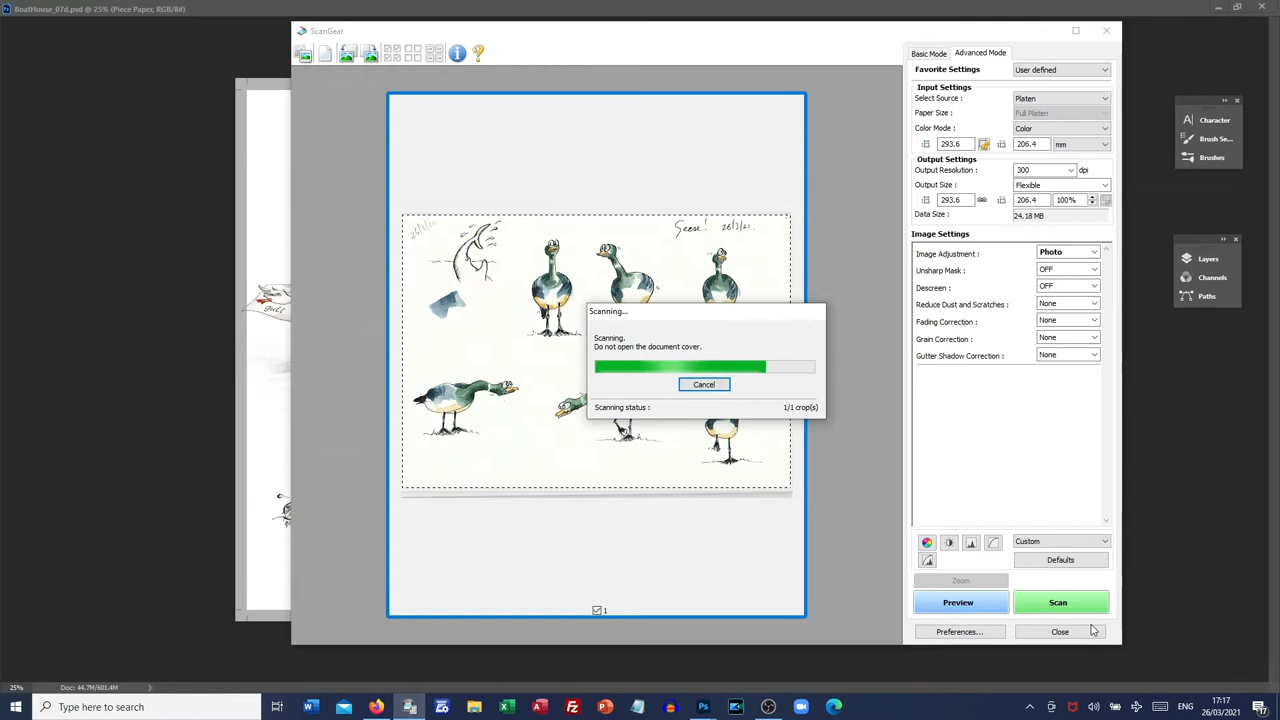 BoatHouse_07d.psd @ 25% (Piece Paper, RGB/8#)
ScanGear
Basic Mode
Advanced Mode
Favorite Settings
User defined
Input Settings
Select Source :
Platen
Paper Size:
Full Platen
Color Mode :
Color
293.6
206.4
mm
Output Settings
Output Resolution :
300
dpi
Output Size :
Flexible
293.6
206.4
100%
Data Size :
24.18 MB
Image Settings
Image Adjustment :
Photo
Unsharp Mask :
OFF
Descreen :
OFF
Reduce Dust and Scratches :
None
Fading Correction :
None
Grain Correction :
None
Gutter Shadow Correction :
None
Custom
Defaults
Zoom
Preview
Scan
Preferences...
Close
Geese! 26/3/21.
Scanning...
Scanning.
Do not open the document cover.
Cancel
Scanning status :
1/1 crop(s)
1
Character
Brush Se...
Brushes
Layers
Channels
Paths
25%
Doc: 44.7M/601.4M
Type here to search
ENG
17:17
26/03/2021